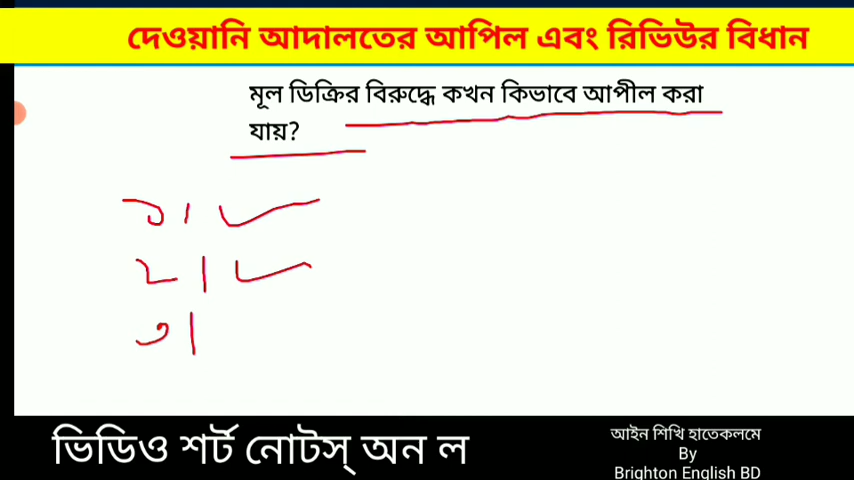 দেওয়ানি আদালতের আপিল এবং রিভিউর বিধান
মূল ডিক্রির বিরুদ্ধে কখন কিভাবে আপীল করা
যায়?
১।
২।
৩।
ভিডিও শর্ট নোটস্ অন ল
আইন শিখি হাতেকলমে
By
Brighton English BD